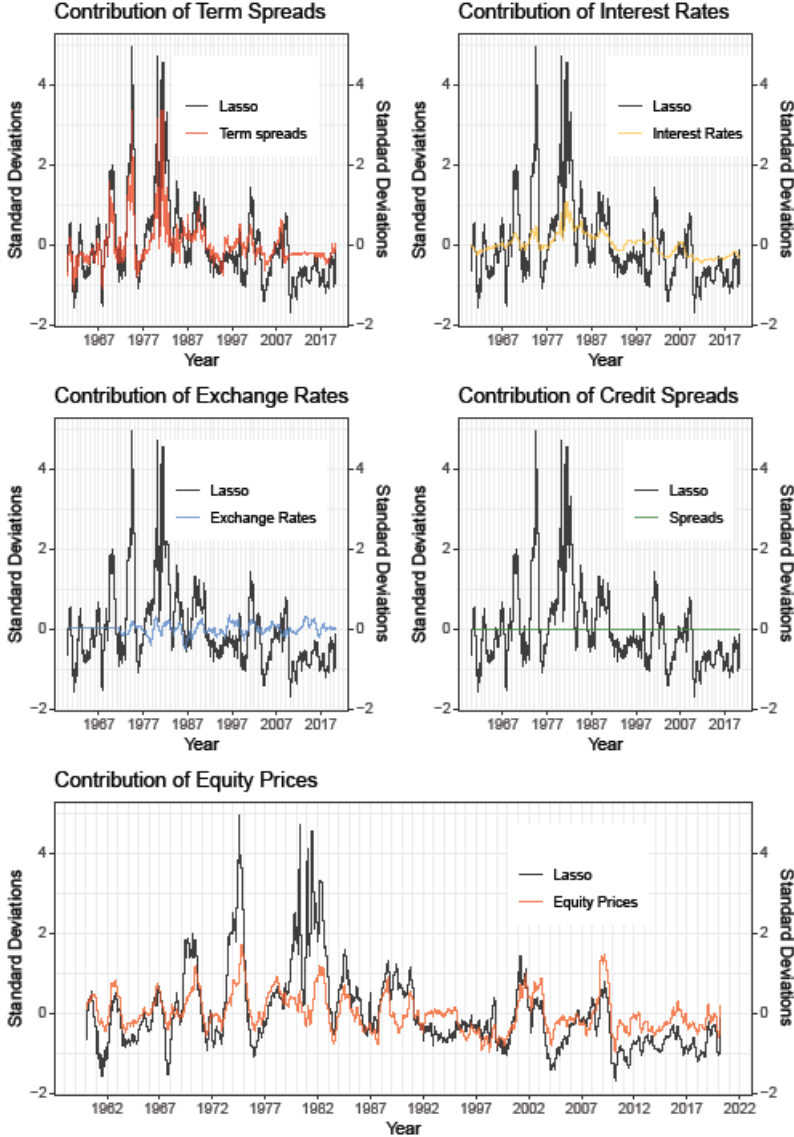 Contribution of Term Spreads
Standard Deviations
4
2
0
−2
Lasso
Term spreads
4
2
0
−2
Standard Deviations
1967 1977 1987 1997 2007 2017
Year
Contribution of Interest Rates
Standard Deviations
4
2
0
−2
Lasso
Interest Rates
4
2
0
−2
Standard Deviations
1967 1977 1987 1997 2007 2017
Year
Contribution of Exchange Rates
Standard Deviations
4
2
0
−2
Lasso
Exchange Rates
4
2
0
−2
Standard Deviations
1967 1977 1987 1997 2007 2017
Year
Contribution of Credit Spreads
Standard Deviations
4
2
0
−2
Lasso
Spreads
4
2
0
−2
Standard Deviations
1967 1977 1987 1997 2007 2017
Year
Contribution of Equity Prices
Standard Deviations
4
2
0
−2
Lasso
Equity Prices
4
2
0
−2
Standard Deviations
1962 1967 1972 1977 1982 1987 1992 1997 2002 2007 2012 2017 2022
Year